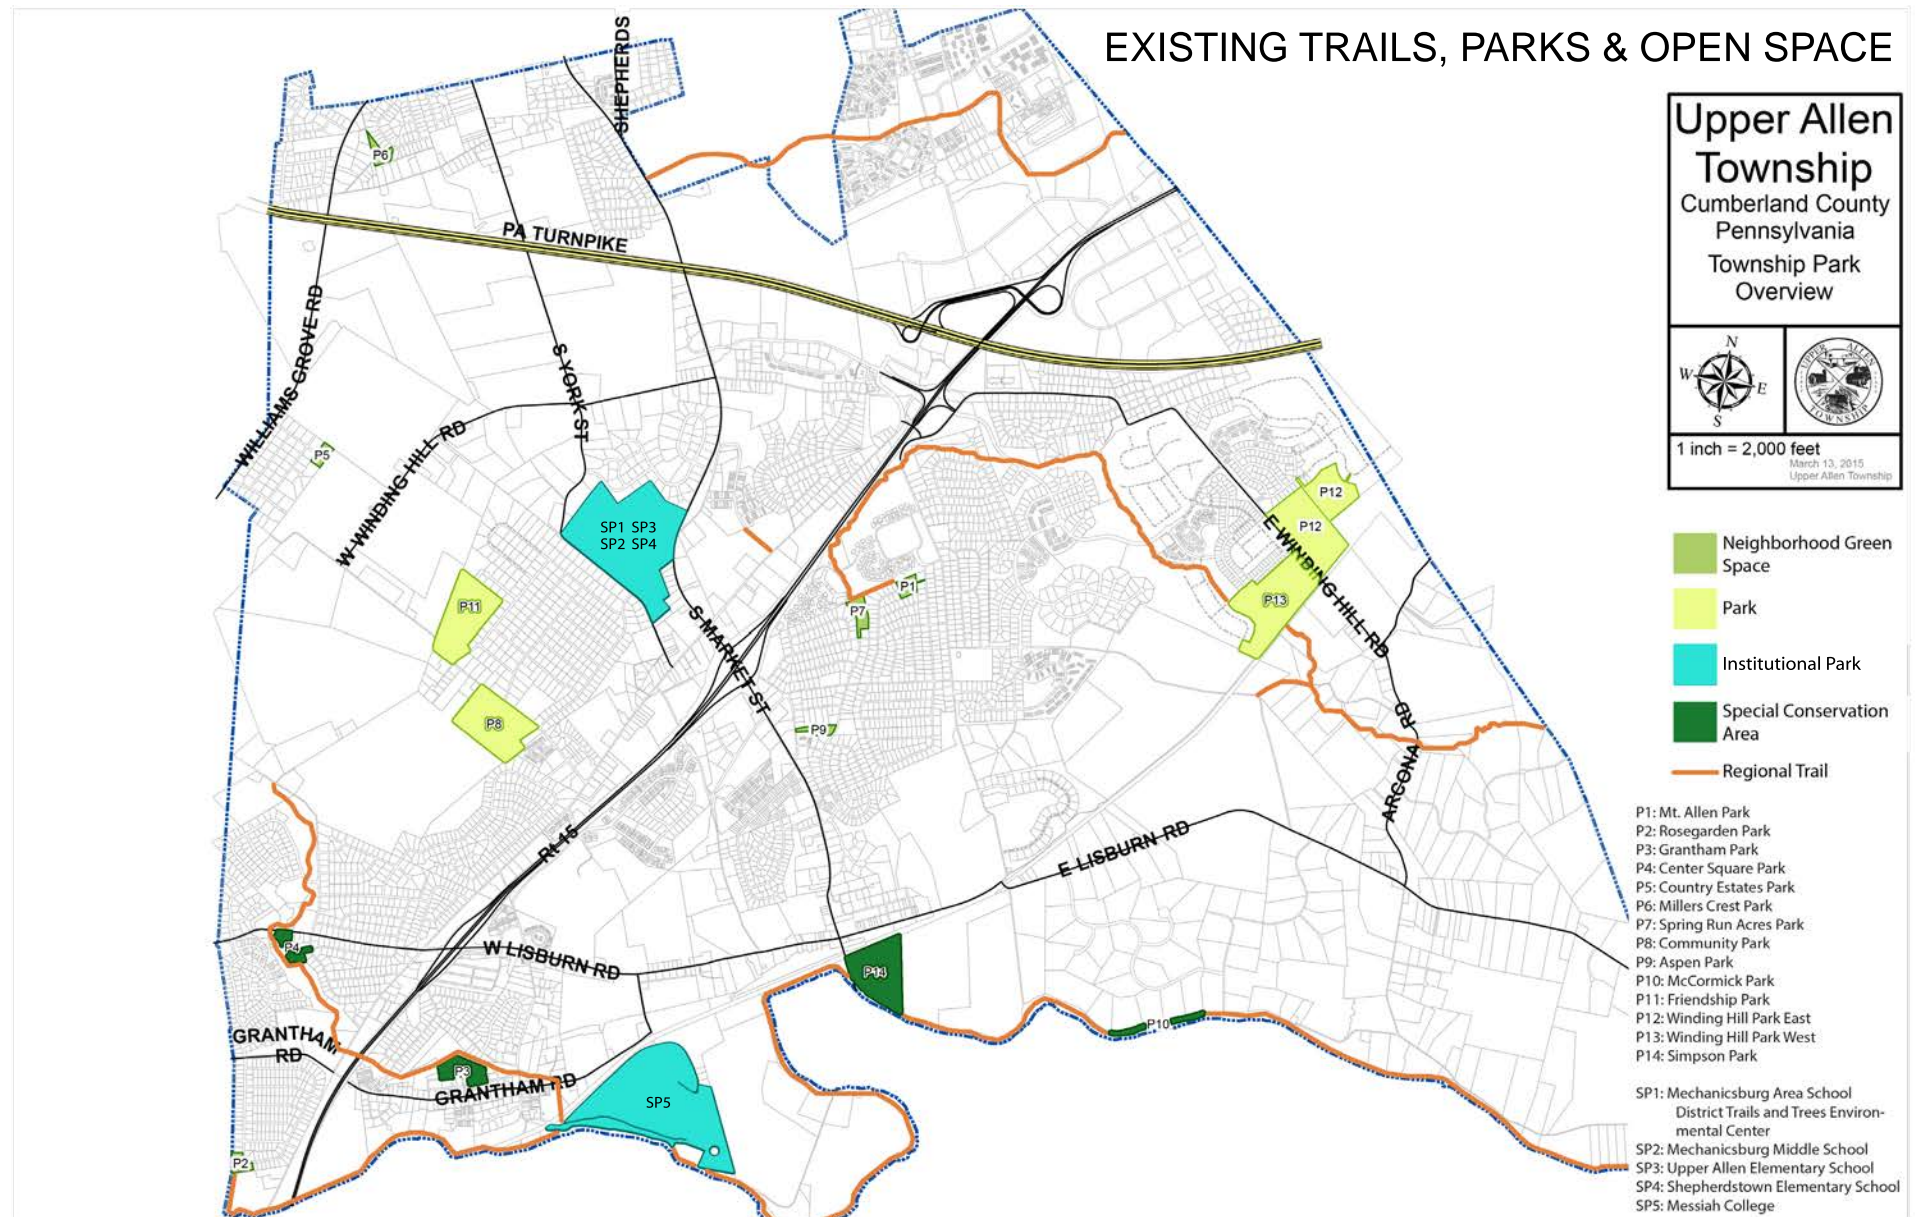 EXISTING TRAILS, PARKS & OPEN SPACE
Upper Allen
Township
Cumberland County
Pennsylvania
Township Park
Overview
N
W
E
S
UPPER ALLEN
TOWNSHIP
1 inch = 2,000 feet
March 13, 2015
Upper Allen Township
Neighborhood Green
Space
Park
Institutional Park
Special Conservation
Area
Regional Trail
P1: Mt. Allen Park
P2: Rosegarden Park
P3: Grantham Park
P4: Center Square Park
P5: Country Estates Park
P6: Millers Crest Park
P7: Spring Run Acres Park
P8: Community Park
P9: Aspen Park
P10: McCormick Park
P11: Friendship Park
P12: Winding Hill Park East
P13: Winding Hill Park West
P14: Simpson Park
SP1: Mechanicsburg Area School
District Trails and Trees Environ-
mental Center
SP2: Mechanicsburg Middle School
SP3: Upper Allen Elementary School
SP4: Shepherdstown Elementary School
SP5: Messiah College
SHEPHERDS
P6
PA TURNPIKE
WILLIAMS GROVE RD
S YORK ST
W WINDING HILL RD
P5
SP1 SP3
SP2 SP4
P12
P12
E WINDING HILL RD
P11
P1
P7
P13
S MARKET ST
P8
P9
ARCONA RD
Rt 15
E LISBURN RD
P4
W LISBURN RD
P14
P10
GRANTHAM
RD
P3
GRANTHAM RD
SP5
P2